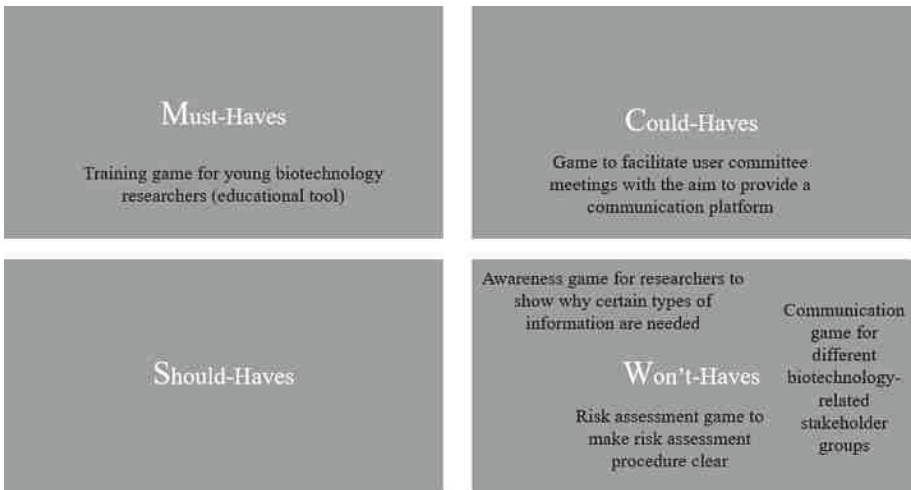 Must-Haves
Training game for young biotechnology
researchers (educational tool)
Could-Haves
Game to facilitate user committee
meetings with the aim to provide a
communication platform
Should-Haves
Awareness game for researchers to
show why certain types of
information are needed
Won’t-Haves
Risk assessment game to
make risk assessment
procedure clear
Communication
game for
different
biotechnology-
related
stakeholder
groups